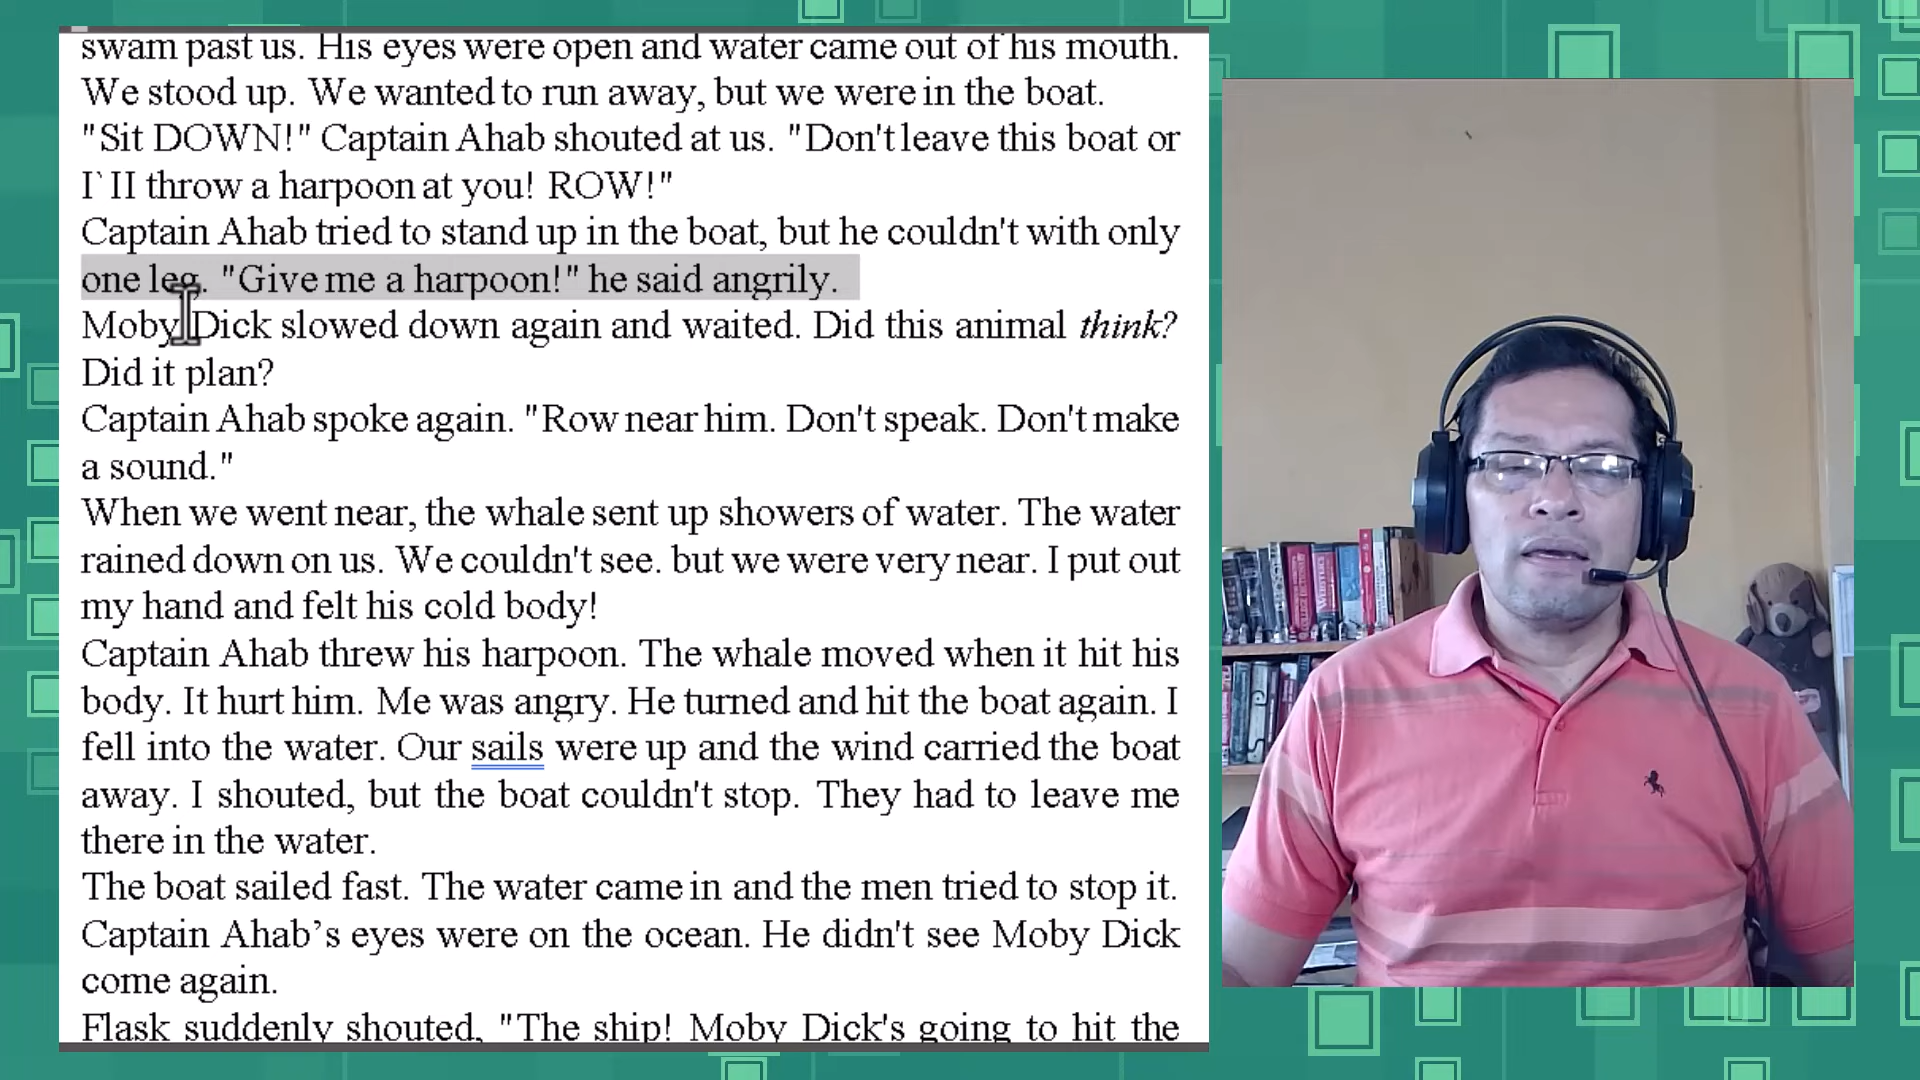 swam past us. His eyes were open and water came out of his mouth.
We stood up. We wanted to run away, but we were in the boat.
"Sit DOWN!" Captain Ahab shouted at us. "Don't leave this boat or
I` II throw a harpoon at you! ROW!"
Captain Ahab tried to stand up in the boat, but he couldn't with only
one leg. "Give me a harpoon!" he said angrily.
Moby Dick slowed down again and waited. Did this animal think?
Did it plan?
Captain Ahab spoke again. "Row near him. Don't speak. Don't make
a sound."
When we went near, the whale sent up showers of water. The water
rained down on us. We couldn't see. but we were very near. I put out
my hand and felt his cold body!
Captain Ahab threw his harpoon. The whale moved when it hit his
body. It hurt him. Me was angry. He turned and hit the boat again. I
fell into the water. Our sails were up and the wind carried the boat
away. I shouted, but the boat couldn't stop. They had to leave me
there in the water.
The boat sailed fast. The water came in and the men tried to stop it.
Captain Ahab’s eyes were on the ocean. He didn't see Moby Dick
come again.
Flask suddenly shouted, "The ship! Moby Dick's going to hit the